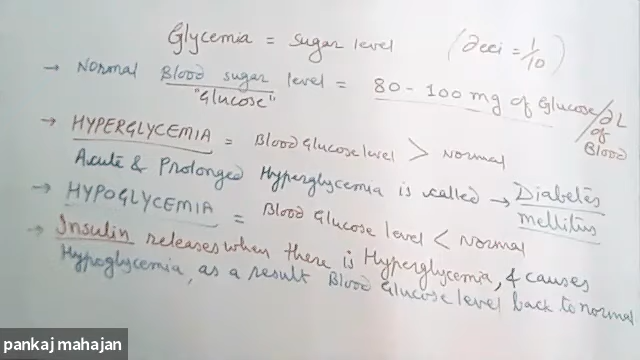 Glycemia = sugar level (deci = 1/10)
→ Normal Blood sugar level = 80 - 100 mg of Glucose/dL of Blood
"Glucose"
→ HYPERGLYCEMIA = Blood Glucose level > Normal
Acute & Prolonged Hyperglycemia is called → Diabetes mellitus
→ HYPOGLYCEMIA = Blood Glucose level < Normal
→ Insulin releases when there is Hyperglycemia, & causes
Hypoglycemia, as a result Blood Glucose level back to normal
pankaj mahajan